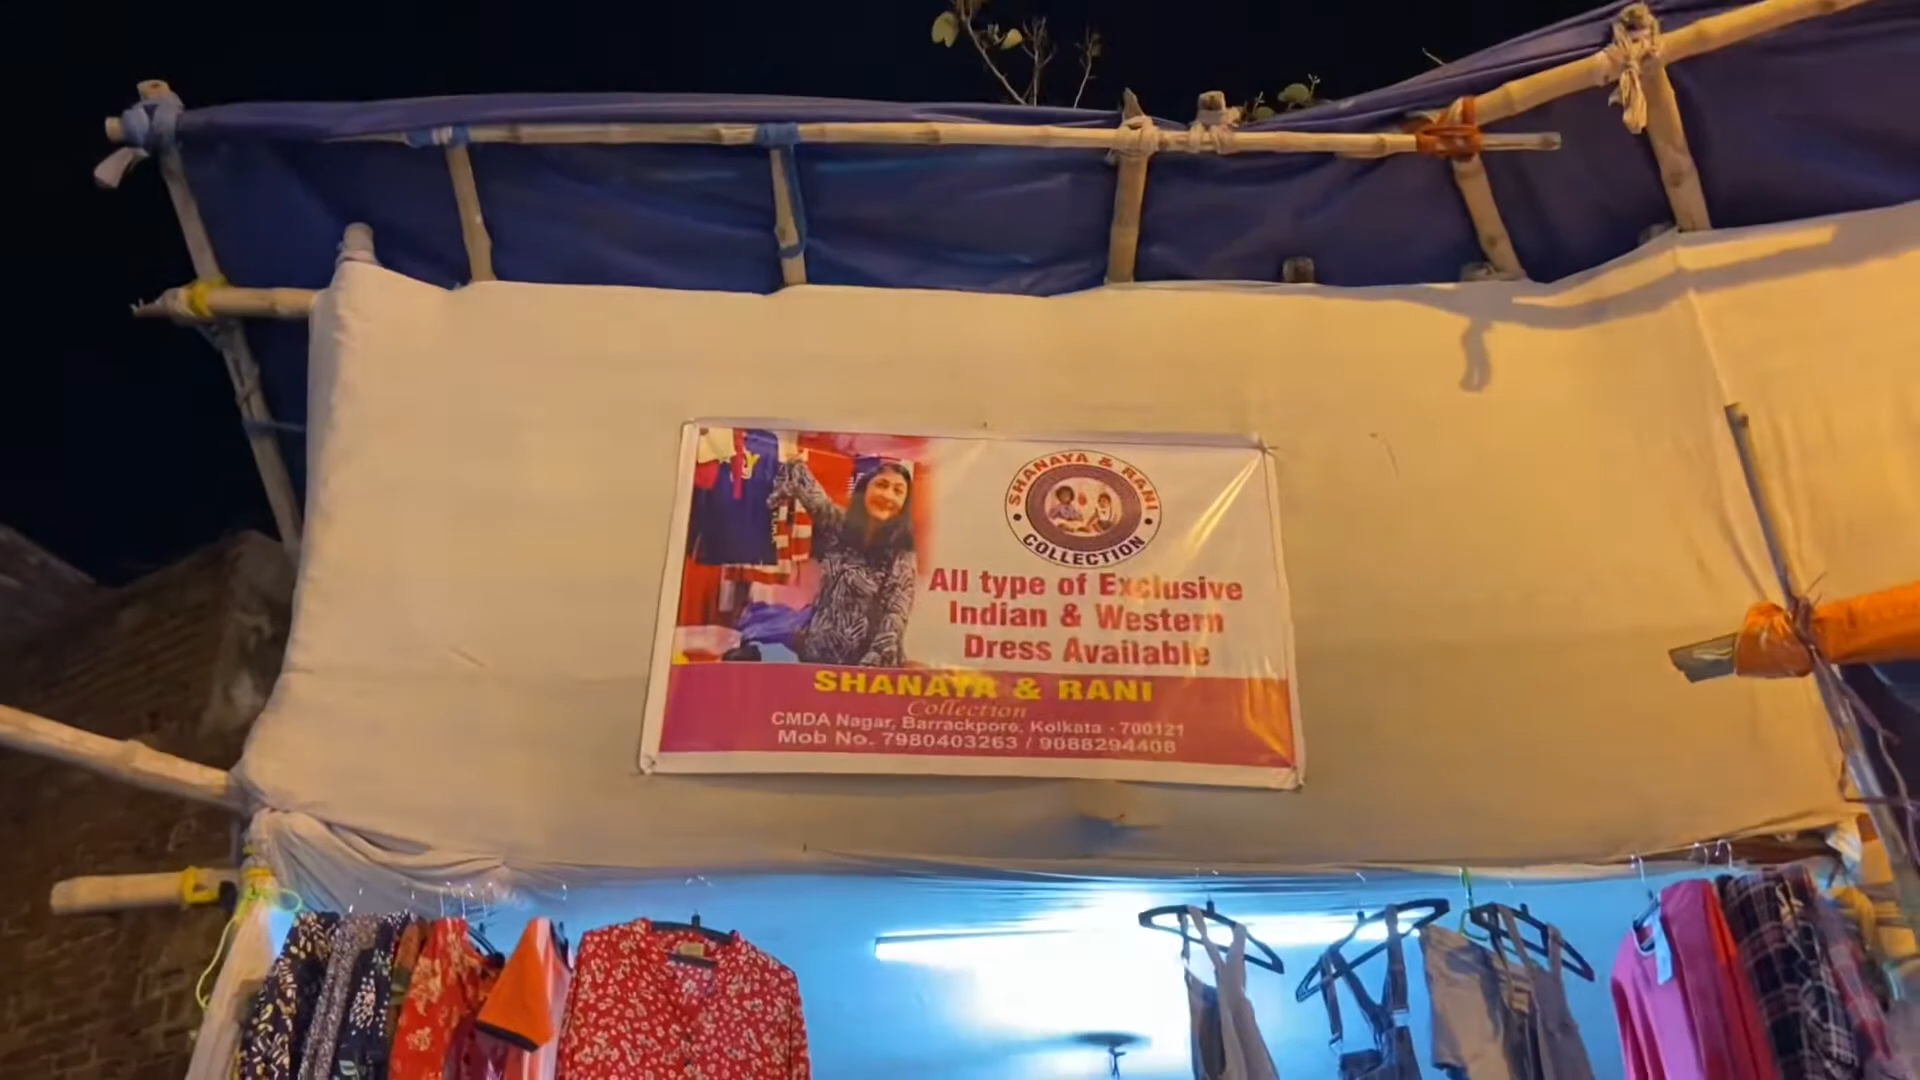 SHANAYA & RANI
COLLECTION
All type of Exclusive
Indian & Western
Dress Available
SHANAYA & RANI
Collection
CMDA Nagar, Barrackpore, Kolkata - 700121
Mob No. 7980403263 / 9088294408